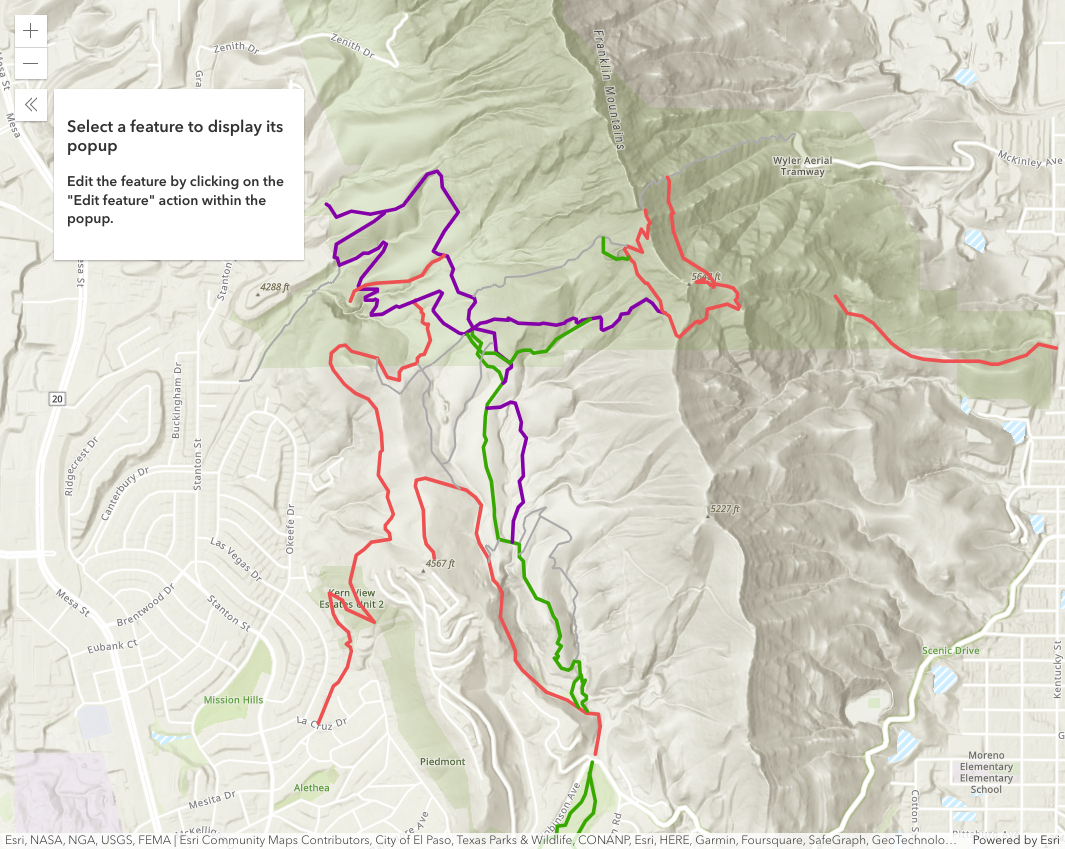 Zenith Dr
Zenith Dr
Mesa
Franklin Mountains
Select a feature to display its
popup
Edit the feature by clicking on the
"Edit feature" action within the
popup.
Wyler Aerial
Tramway
McKinley Ave
Stanton
4288 ft
20
Buckingham Dr
Ridgecrest Dr
Canterbury Dr
Stanton St
Okeefe Dr
5227 ft
Las Vegas Dr
4567 ft
Mesa St
Brentwood Dr
Stanton St
Kern View
Estates Unit 2
Eubank Ct
Scenic Drive
Kentucky St
Mission Hills
La Cruz Dr
Piedmont
Moreno
Elementary
Elementary
School
Alethea
Mesita Dr
Cotton S
Esri, NASA, NGA, USGS, FEMA | Esri Community Maps Contributors, City of El Paso, Texas Parks & Wildlife, CONANP, Esri, HERE, Garmin, Foursquare, SafeGraph, GeoTechnolo…
Powered by Esri